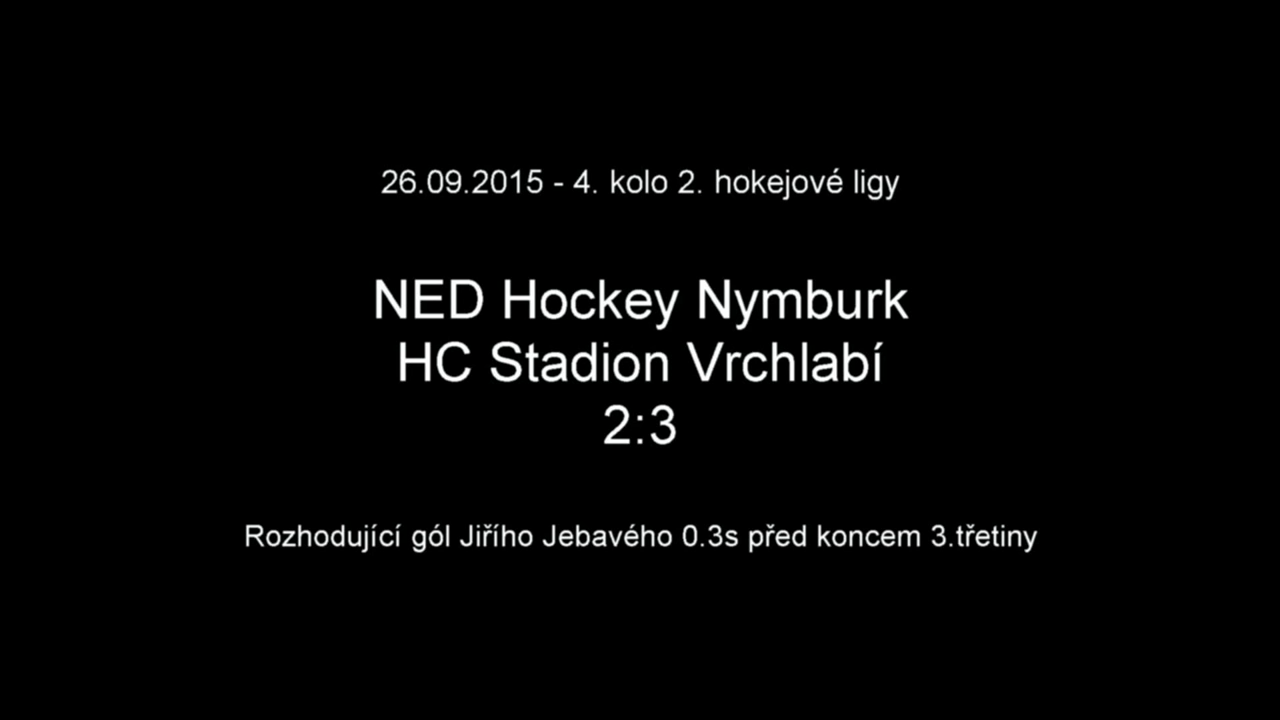 26.09.2015 - 4. kolo 2. hokejové ligy
NED Hockey Nymburk
HC Stadion Vrchlabí
2:3
Rozhodující gól Jiřího Jebavého 0.3s před koncem 3.třetiny